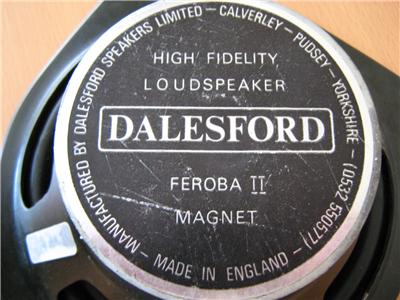 MANUFACTURED BY DALESFORD SPEAKERS LIMITED – CALVERLEY – PUDSEY – YORKSHIRE – (0532 550577)
HIGH FIDELITY
LOUDSPEAKER
DALESFORD
FEROBA II
MAGNET
– MADE IN ENGLAND –